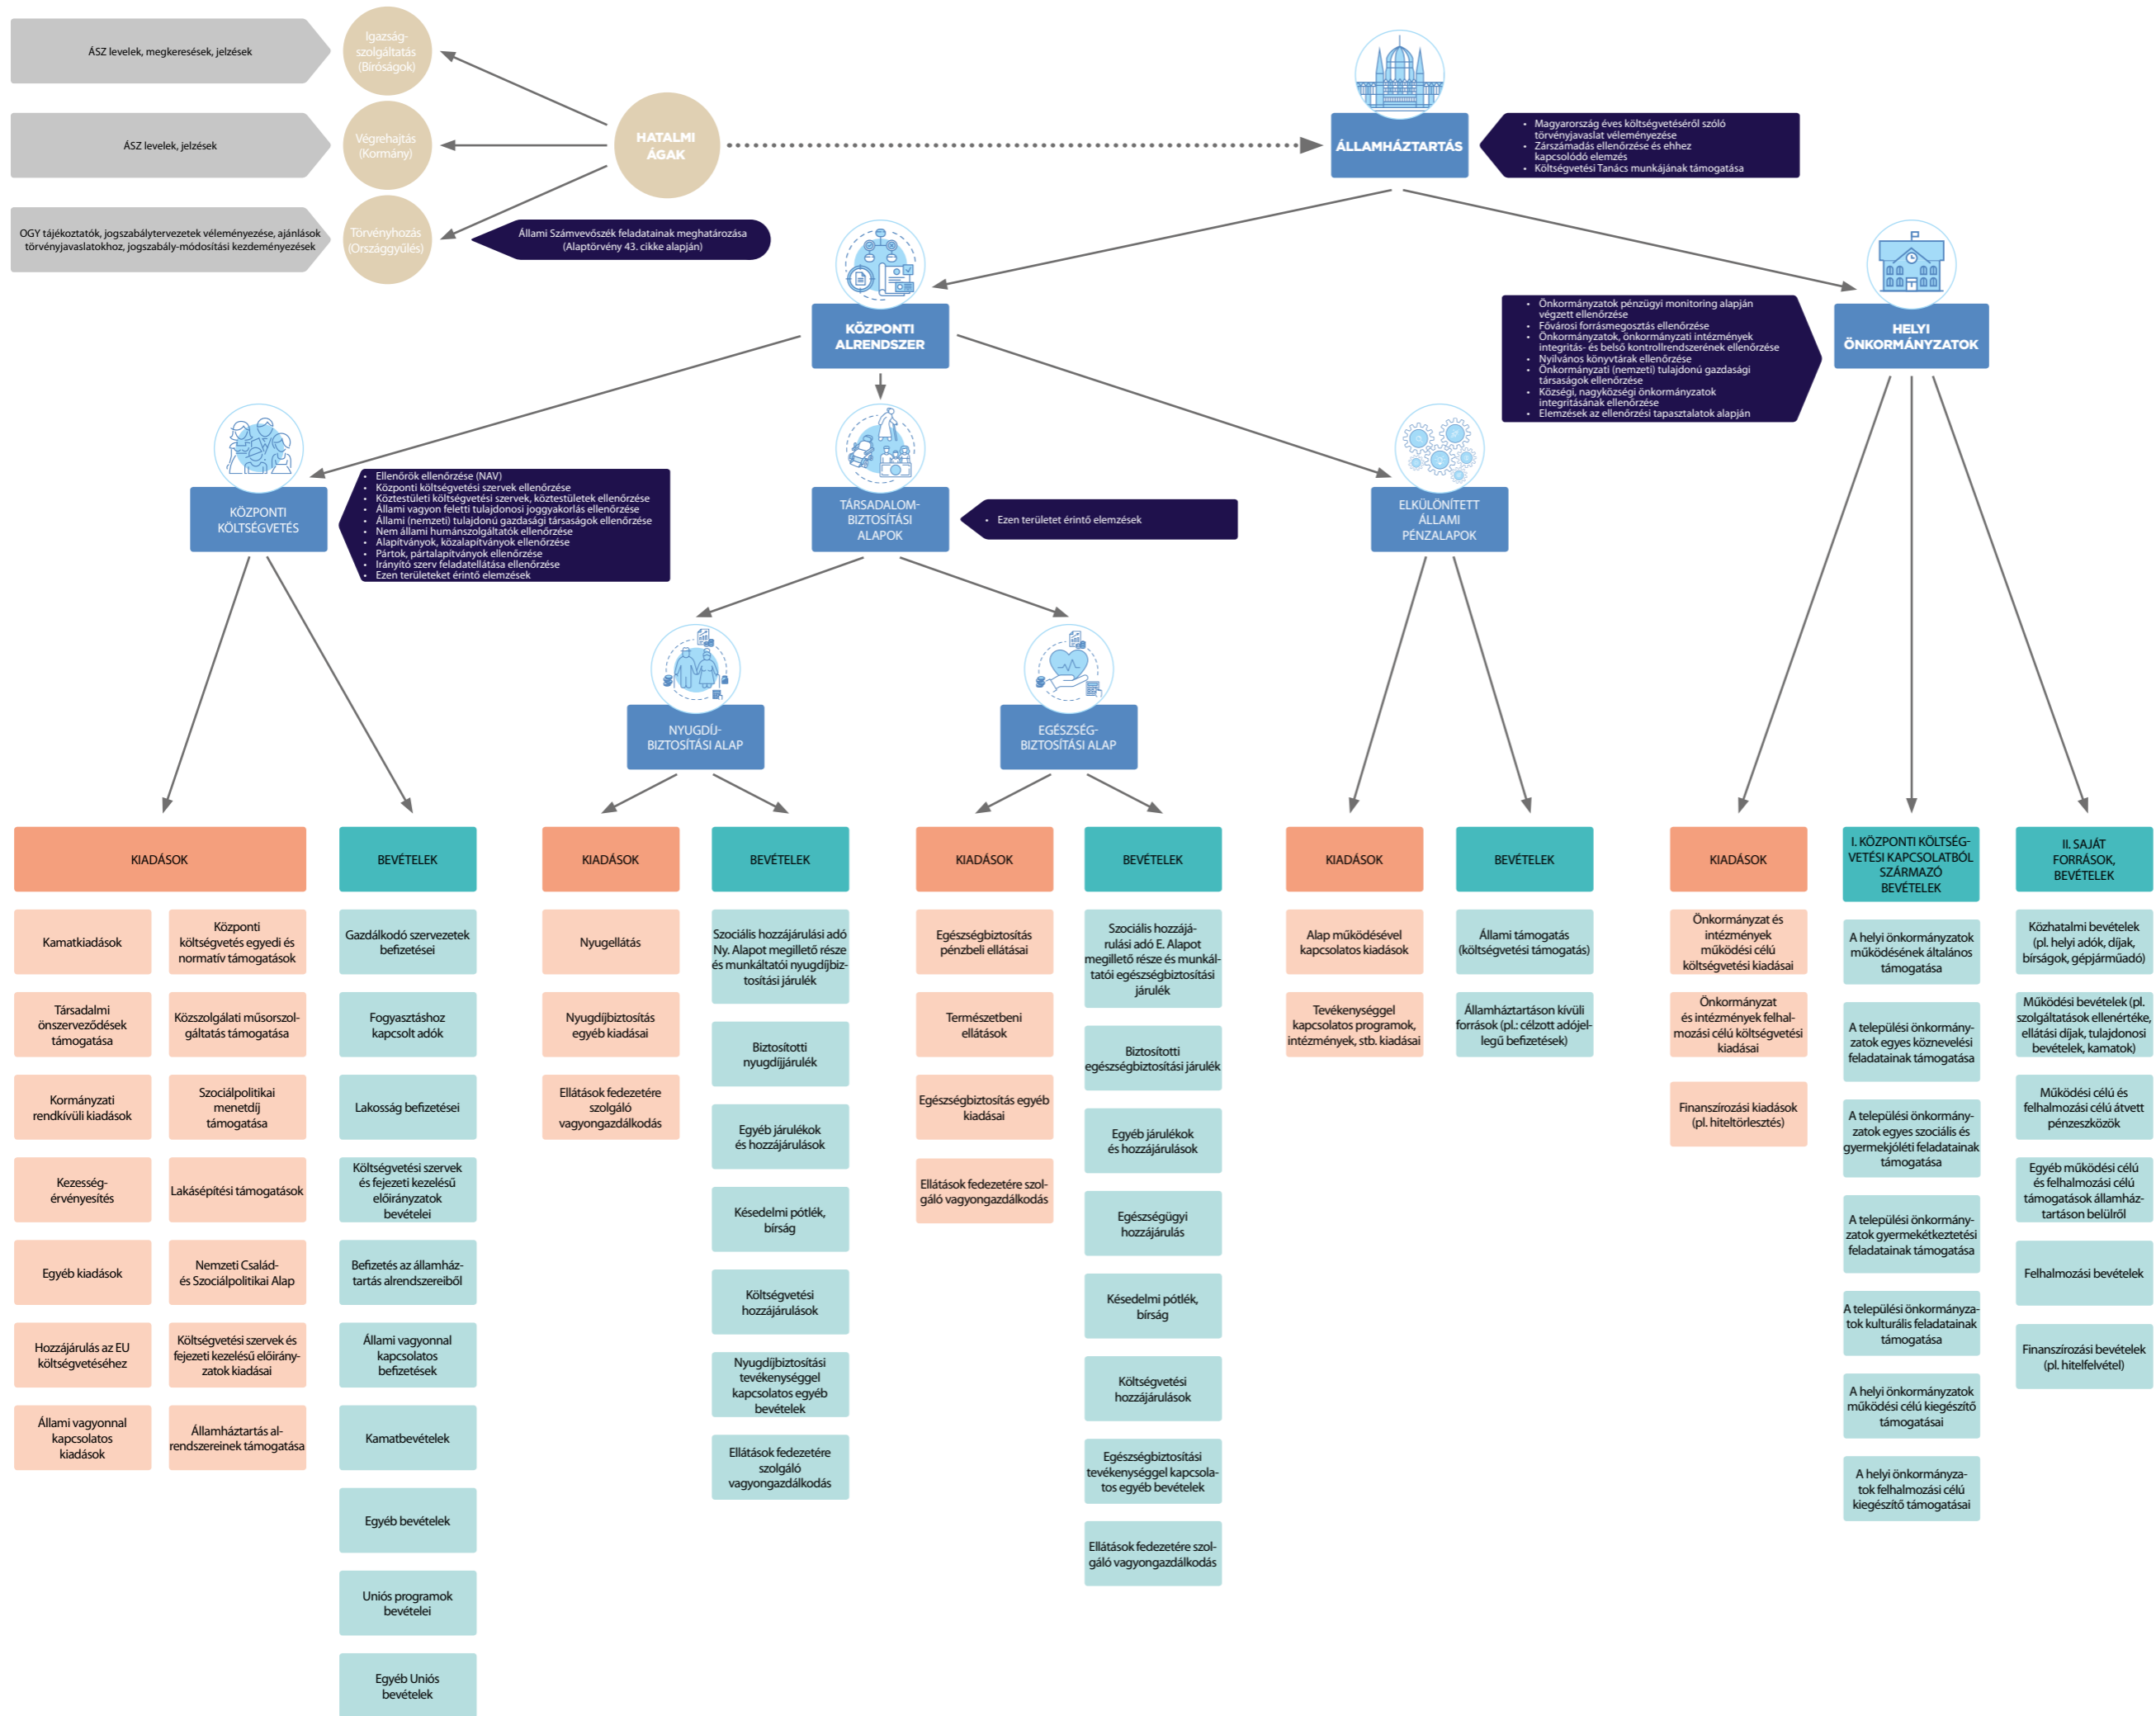 ÁSZ levelek, megkeresések, jelzések
Igazság-
szolgáltatás
(Bíróságok)
ÁSZ levelek, jelzések
Végrehajtás
(Kormány)
OGY tájékoztatók, jogszabálytervezetek véleményezése, ajánlások
törvényjavaslatokhoz, jogszabály-módosítási kezdeményezések
Törvényhozás
(Országgyűlés)
HATALMI
ÁGAK
Állami Számvevőszék feladatainak meghatározása
(Alaptörvény 43. cikke alapján)
ÁLLAMHÁZTARTÁS
• Magyarország éves költségvetéséről szóló
törvényjavaslat véleményezése
• Zárszámadás ellenőrzése és ehhez
kapcsolódó elemzés
• Költségvetési Tanács munkájának támogatása
KÖZPONTI
ALRENDSZER
• Önkormányzatok pénzügyi monitoring alapján
végzett ellenőrzése
• Fővárosi forrásmegosztás ellenőrzése
• Önkormányzatok, önkormányzati intézmények
integritás- és belső kontrollrendszerének ellenőrzése
• Nyilvános könyvtárak ellenőrzése
• Önkormányzati (nemzeti) tulajdonú gazdasági
társaságok ellenőrzése
• Községi, nagyközségi önkormányzatok
integritásának ellenőrzése
• Elemzések az ellenőrzési tapasztalatok alapján
HELYI
ÖNKORMÁNYZATOK
KÖZPONTI
KÖLTSÉGVETÉS
• Ellenőrök ellenőrzése (NAV)
• Központi költségvetési szervek ellenőrzése
• Köztestületi költségvetési szervek, köztestületek ellenőrzése
• Állami vagyon feletti tulajdonosi joggyakorlás ellenőrzése
• Állami (nemzeti) tulajdonú gazdasági társaságok ellenőrzése
• Nem állami humánszolgáltatók ellenőrzése
• Alapítványok, közalapítványok ellenőrzése
• Pártok, pártalapítványok ellenőrzése
• Irányító szerv feladatellátása ellenőrzése
• Ezen területeket érintő elemzések
TÁRSADALOM-
BIZTOSÍTÁSI
ALAPOK
• Ezen területet érintő elemzések
ELKÜLÖNÍTETT
ÁLLAMI
PÉNZALAPOK
NYUGDÍJ-
BIZTOSÍTÁSI ALAP
EGÉSZSÉG-
BIZTOSÍTÁSI ALAP
KIADÁSOK
Kamatkiadások
Központi
költségvetés egyedi és
normatív támogatások
Társadalmi
önszerveződések
támogatása
Közszolgálati műsorszol-
gáltatás támogatása
Kormányzati
rendkívüli kiadások
Szociálpolitikai
menetdíj
támogatása
Kezesség-
érvényesítés
Lakásépítési támogatások
Egyéb kiadások
Nemzeti Család-
és Szociálpolitikai Alap
Hozzájárulás az EU
költségvetéséhez
Költségvetési szervek és
fejezeti kezelésű előirány-
zatok kiadásai
Állami vagyonnal
kapcsolatos
kiadások
Államháztartás al-
rendszereinek támogatása
BEVÉTELEK
Gazdálkodó szervezetek
befizetései
Fogyasztáshoz
kapcsolt adók
Lakosság befizetései
Költségvetési szervek
és fejezeti kezelésű
előirányzatok
bevételei
Befizetés az államház-
tartás alrendszereiből
Állami vagyonnal
kapcsolatos
befizetések
Kamatbevételek
Egyéb bevételek
Uniós programok
bevételei
Egyéb Uniós
bevételek
KIADÁSOK
Nyugellátás
Nyugdíjbiztosítás
egyéb kiadásai
Ellátások fedezetére
szolgáló
vagyongazdálkodás
BEVÉTELEK
Szociális hozzájárulási adó
Ny. Alapot megillető része
és munkáltatói nyugdíjbiz-
tosítási járulék
Biztosítotti
nyugdíjjárulék
Egyéb járulékok
és hozzájárulások
Késedelmi pótlék,
bírság
Költségvetési
hozzájárulások
Nyugdíjbiztosítási
tevékenységgel
kapcsolatos egyéb
bevételek
Ellátások fedezetére
szolgáló
vagyongazdálkodás
KIADÁSOK
Egészségbiztosítás
pénzbeli ellátásai
Természetbeni
ellátások
Egészségbiztosítás egyéb
kiadásai
Ellátások fedezetére szol-
gáló vagyongazdálkodás
BEVÉTELEK
Szociális hozzájá-
rulási adó E. Alapot
megillető része és munkál-
tatói egészségbiztosítási
járulék
Biztosítotti
egészségbiztosítási járulék
Egyéb járulékok
és hozzájárulások
Egészségügyi
hozzájárulás
Késedelmi pótlék,
bírság
Költségvetési
hozzájárulások
Egészségbiztosítási
tevékenységgel kapcsola-
tos egyéb bevételek
Ellátások fedezetére szol-
gáló vagyongazdálkodás
KIADÁSOK
Alap működésével
kapcsolatos kiadások
Tevékenységgel
kapcsolatos programok,
intézmények, stb. kiadásai
BEVÉTELEK
Állami támogatás
(költségvetési támogatás)
Államháztartáson kívüli
források (pl.: célzott adójel-
legű befizetések)
KIADÁSOK
Önkormányzat és
intézmények
működési célú
költségvetési kiadásai
Önkormányzat
és intézmények felhal-
mozási célú költségvetési
kiadásai
Finanszírozási kiadások
(pl. hiteltörlesztés)
I. KÖZPONTI KÖLTSÉG-
VETÉSI KAPCSOLATBÓL
SZÁRMAZÓ
BEVÉTELEK
A helyi önkormányzatok
működésének általános
támogatása
A települési önkormány-
zatok egyes köznevelési
feladatainak támogatása
A települési önkormány-
zatok egyes szociális és
gyermekjóléti feladatainak
támogatása
A települési önkormány-
zatok gyermekétkeztetési
feladatainak támogatása
A települési önkormányza-
tok kulturális feladatainak
támogatása
A helyi önkormányzatok
működési célú kiegészítő
támogatásai
A helyi önkormányza-
tok felhalmozási célú
kiegészítő támogatásai
II. SAJÁT
FORRÁSOK,
BEVÉTELEK
Közhatalmi bevételek
(pl. helyi adók, díjak,
bírságok, gépjárműadó)
Működési bevételek (pl.
szolgáltatások ellenértéke,
ellátási díjak, tulajdonosi
bevételek, kamatok)
Működési célú és
felhalmozási célú átvett
pénzeszközök
Egyéb működési célú
és felhalmozási célú
támogatások államház-
tartáson belülről
Felhalmozási bevételek
Finanszírozási bevételek
(pl. hitelfelvétel)